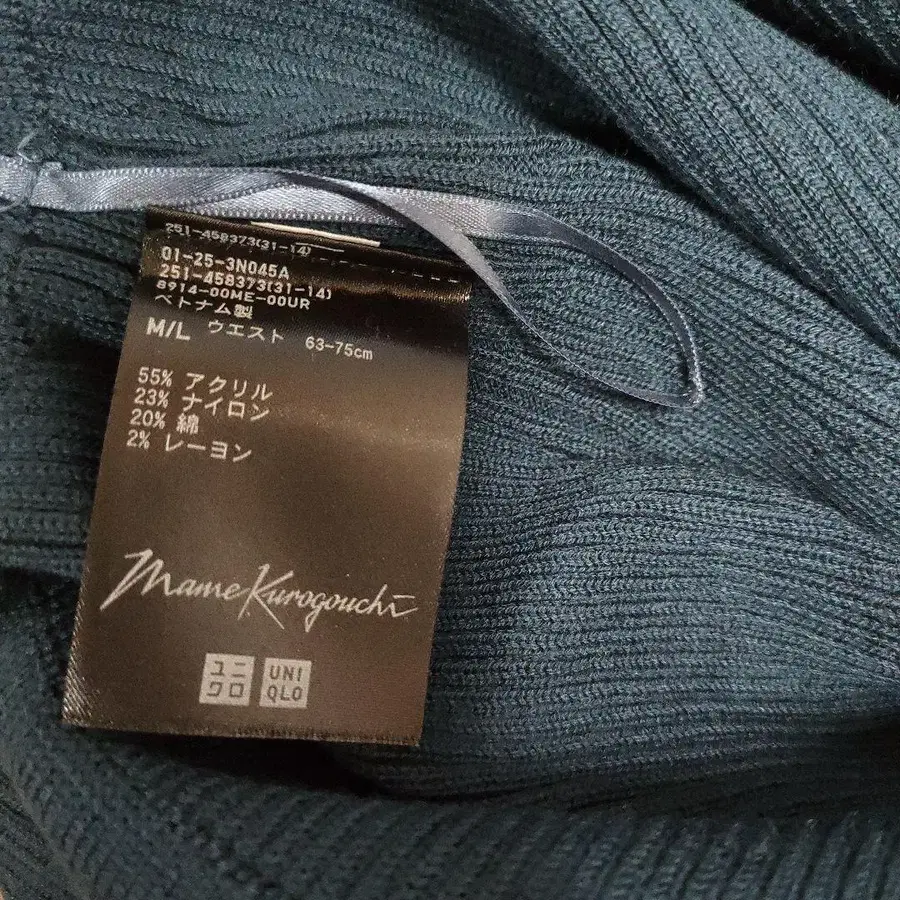 251-458373(31-14)
01-25-3N045A
251-458373(31-14)
8914-00ME-00UR
ベトナム製
M/L ウエスト 63-75cm
55% アクリル
23% ナイロン
20% 綿
2% レーヨン
Mame Kurogouchi
ユニ
クロ
UNI
QLO